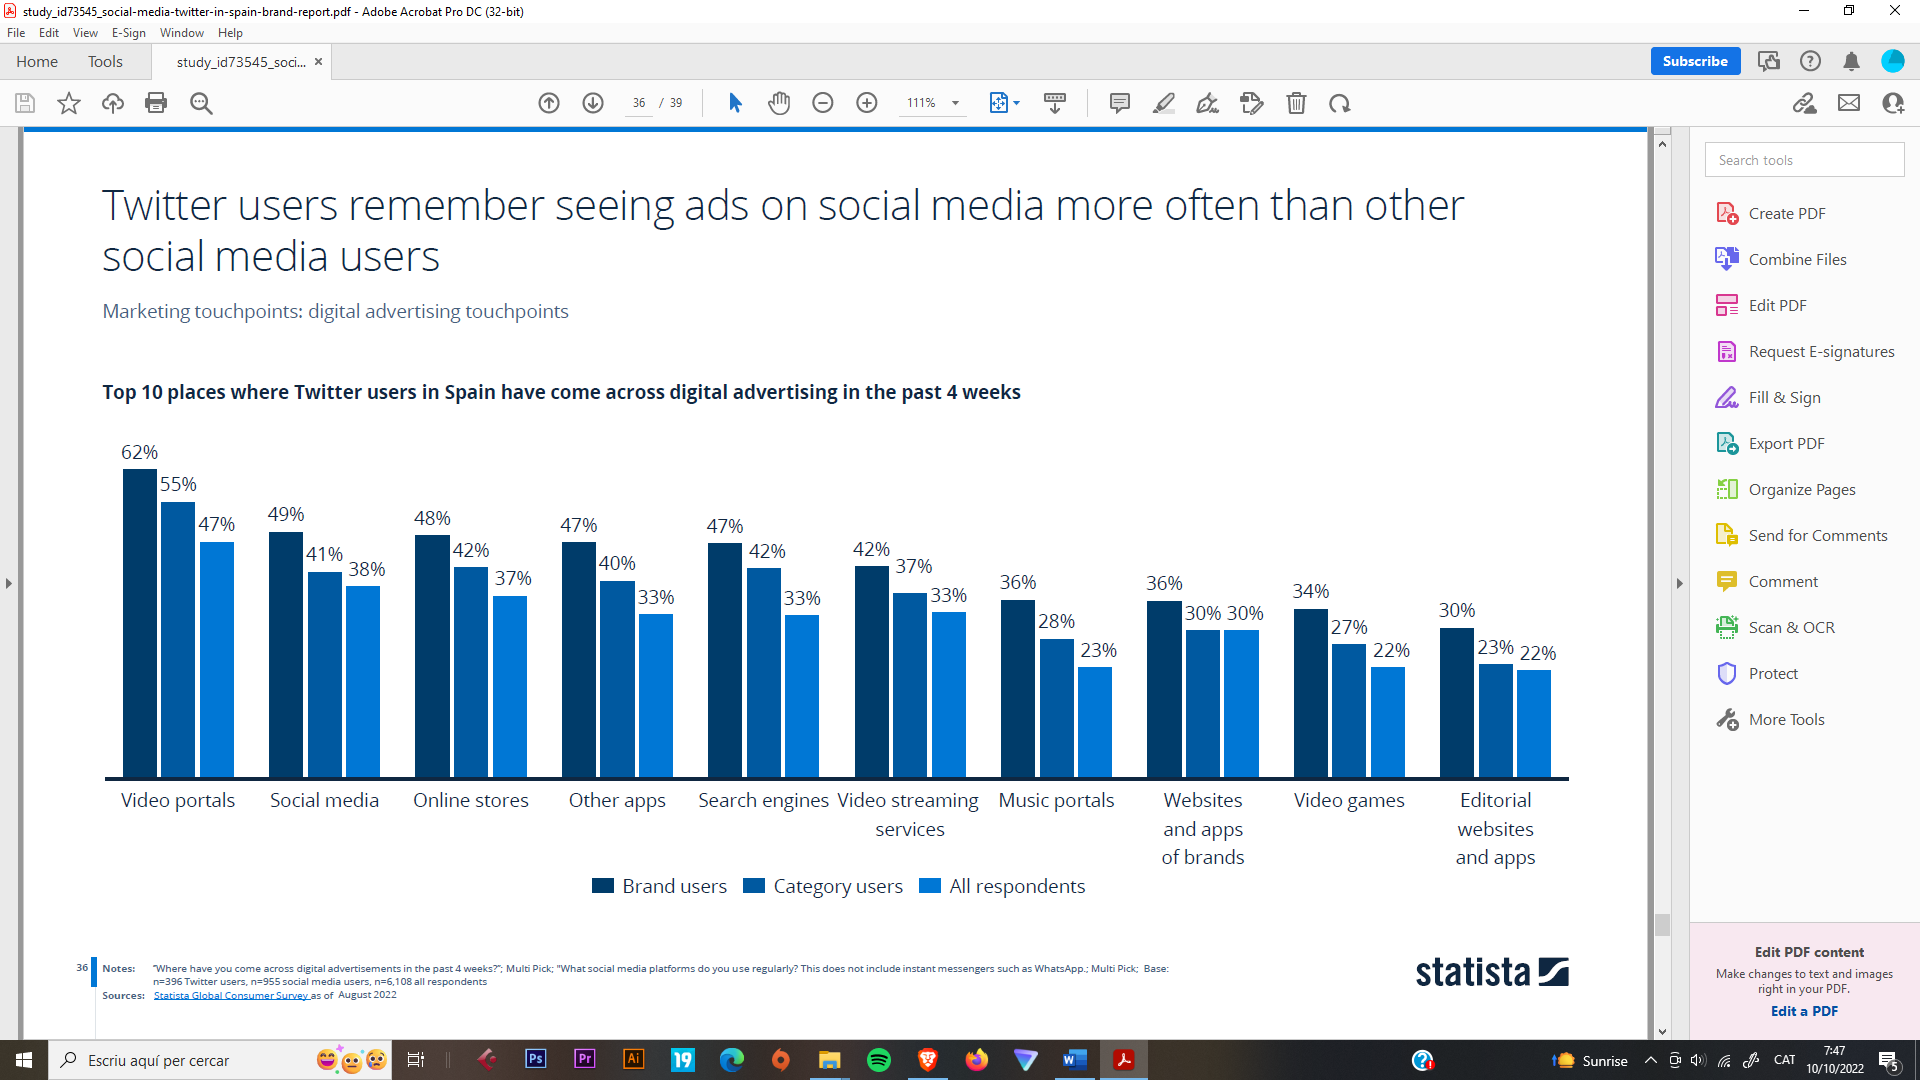 study_id73545_social-media-twitter-in-spain-brand-report.pdf - Adobe Acrobat Pro DC (32-bit)
File Edit View E-Sign Window Help
Home Tools study_id73545_soci... ×
Subscribe
36 / 39 111%
Twitter users remember seeing ads on social media more often than other
social media users
Marketing touchpoints: digital advertising touchpoints
Top 10 places where Twitter users in Spain have come across digital advertising in the past 4 weeks
62% 55% 47%
49% 41% 38%
48% 42% 37%
47% 40% 33%
47% 42% 33%
42% 37% 33%
36% 28% 23%
36% 30% 30%
34% 27% 22%
30% 23% 22%
Video portals
Social media
Online stores
Other apps
Search engines
Video streaming
services
Music portals
Websites
and apps
of brands
Video games
Editorial
websites
and apps
Brand users Category users All respondents
36
Notes: "Where have you come across digital advertisements in the past 4 weeks?"; Multi Pick; "What social media platforms do you use regularly? This does not include instant messengers such as WhatsApp.; Multi Pick; Base:
n=396 Twitter users, n=955 social media users, n=6,108 all respondents
Sources: Statista Global Consumer Survey as of August 2022
statista
Search tools
Create PDF
Combine Files
Edit PDF
Request E-signatures
Fill & Sign
Export PDF
Organize Pages
Send for Comments
Comment
Scan & OCR
Protect
More Tools
Edit PDF content
Make changes to text and images
right in your PDF.
Edit a PDF
Escriu aquí per cercar
Ps
Pr
Ai
19
Sunrise
CAT
7:47
10/10/2022
5